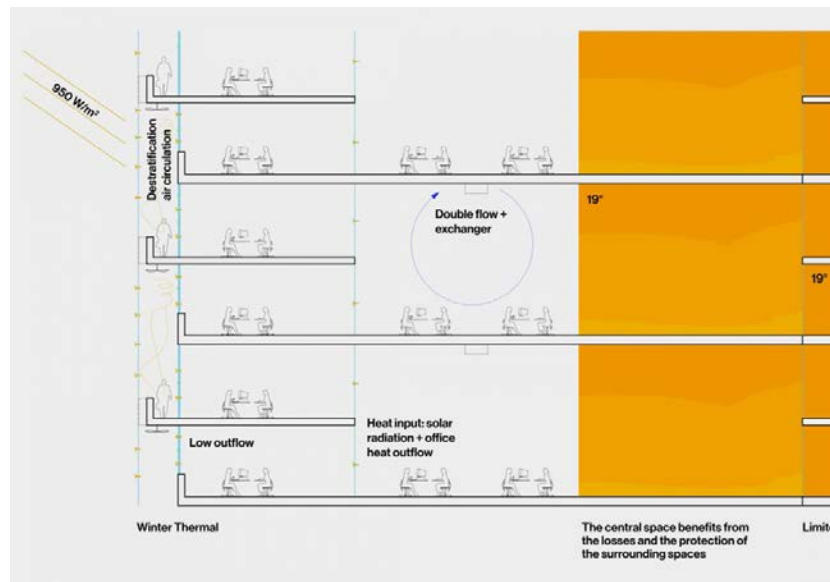 950 W/m²
Destratification
air circulation
Double flow +
exchanger
19°
19°
Low outflow
Heat input: solar
radiation + office
heat outflow
Winter Thermal
The central space benefits from
the losses and the protection of
the surrounding spaces
Limite